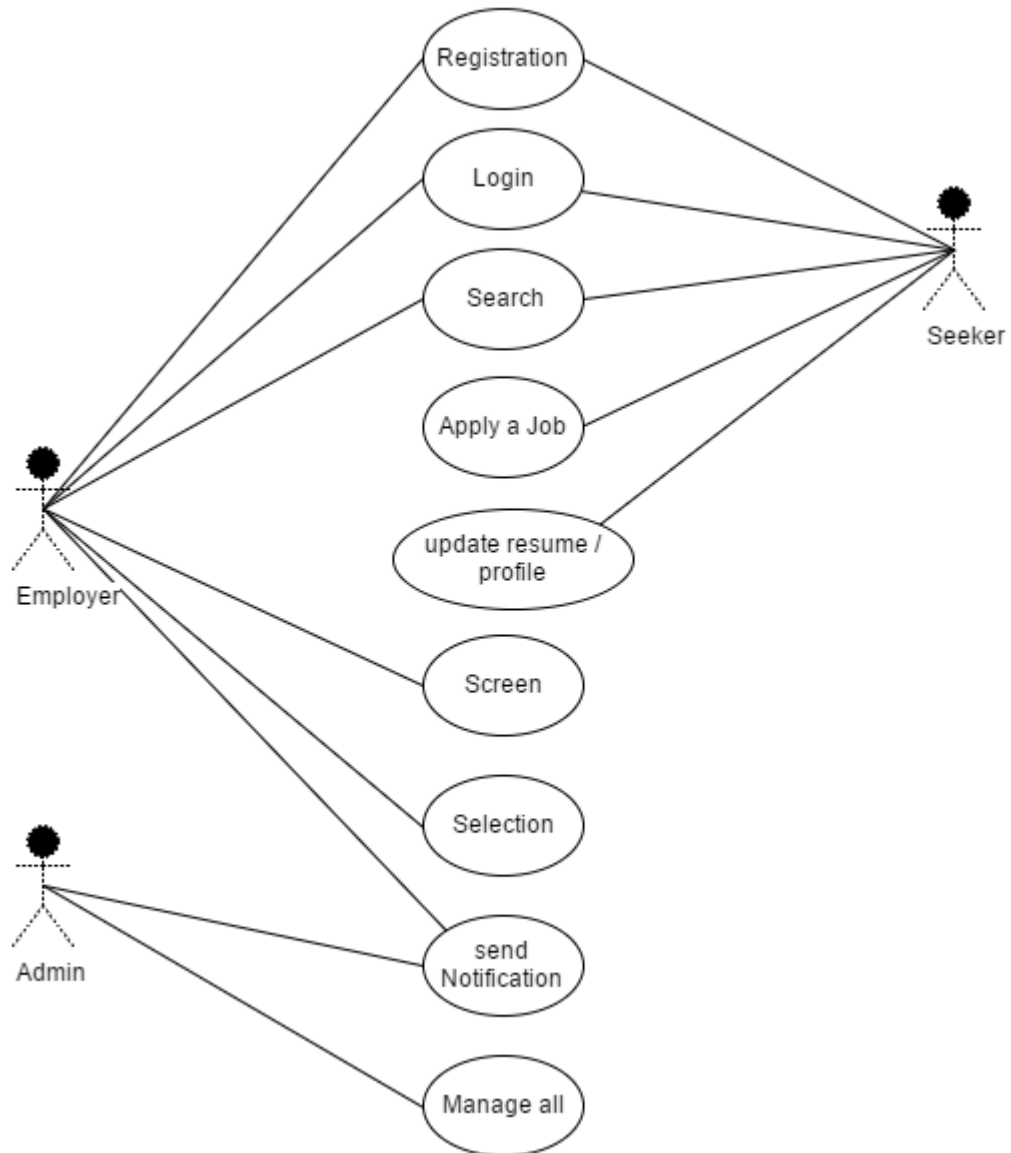 Registration
Login
Search
Seeker
Apply a Job
update resume /
profile
Employer
Screen
Selection
send
Notification
Admin
Manage all